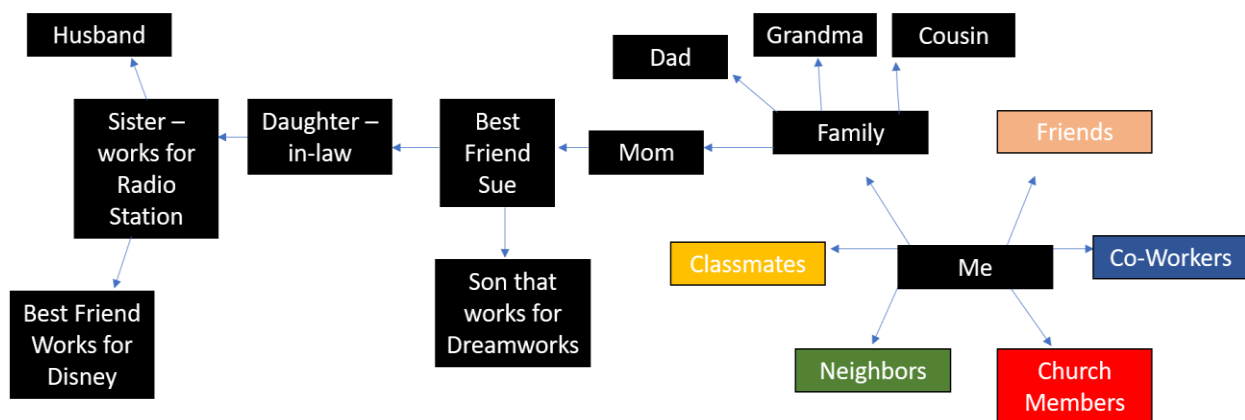 Husband
Grandma
Cousin
Dad
Sister –
works for
Radio
Station
Daughter –
in-law
Best
Friend
Sue
Mom
Family
Friends
Classmates
Me
Co-Workers
Best Friend
Works for
Disney
Son that
works for
Dreamworks
Neighbors
Church
Members